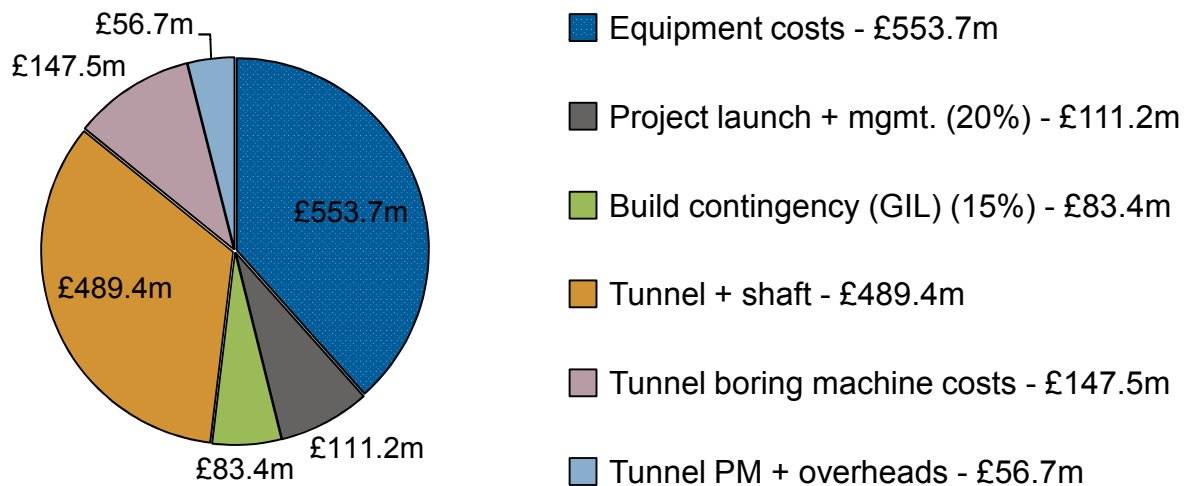 £56.7m
£147.5m
£553.7m
£489.4m
£111.2m
£83.4m
Equipment costs - £553.7m
Project launch + mgmt. (20%) - £111.2m
Build contingency (GIL) (15%) - £83.4m
Tunnel + shaft - £489.4m
Tunnel boring machine costs - £147.5m
Tunnel PM + overheads - £56.7m